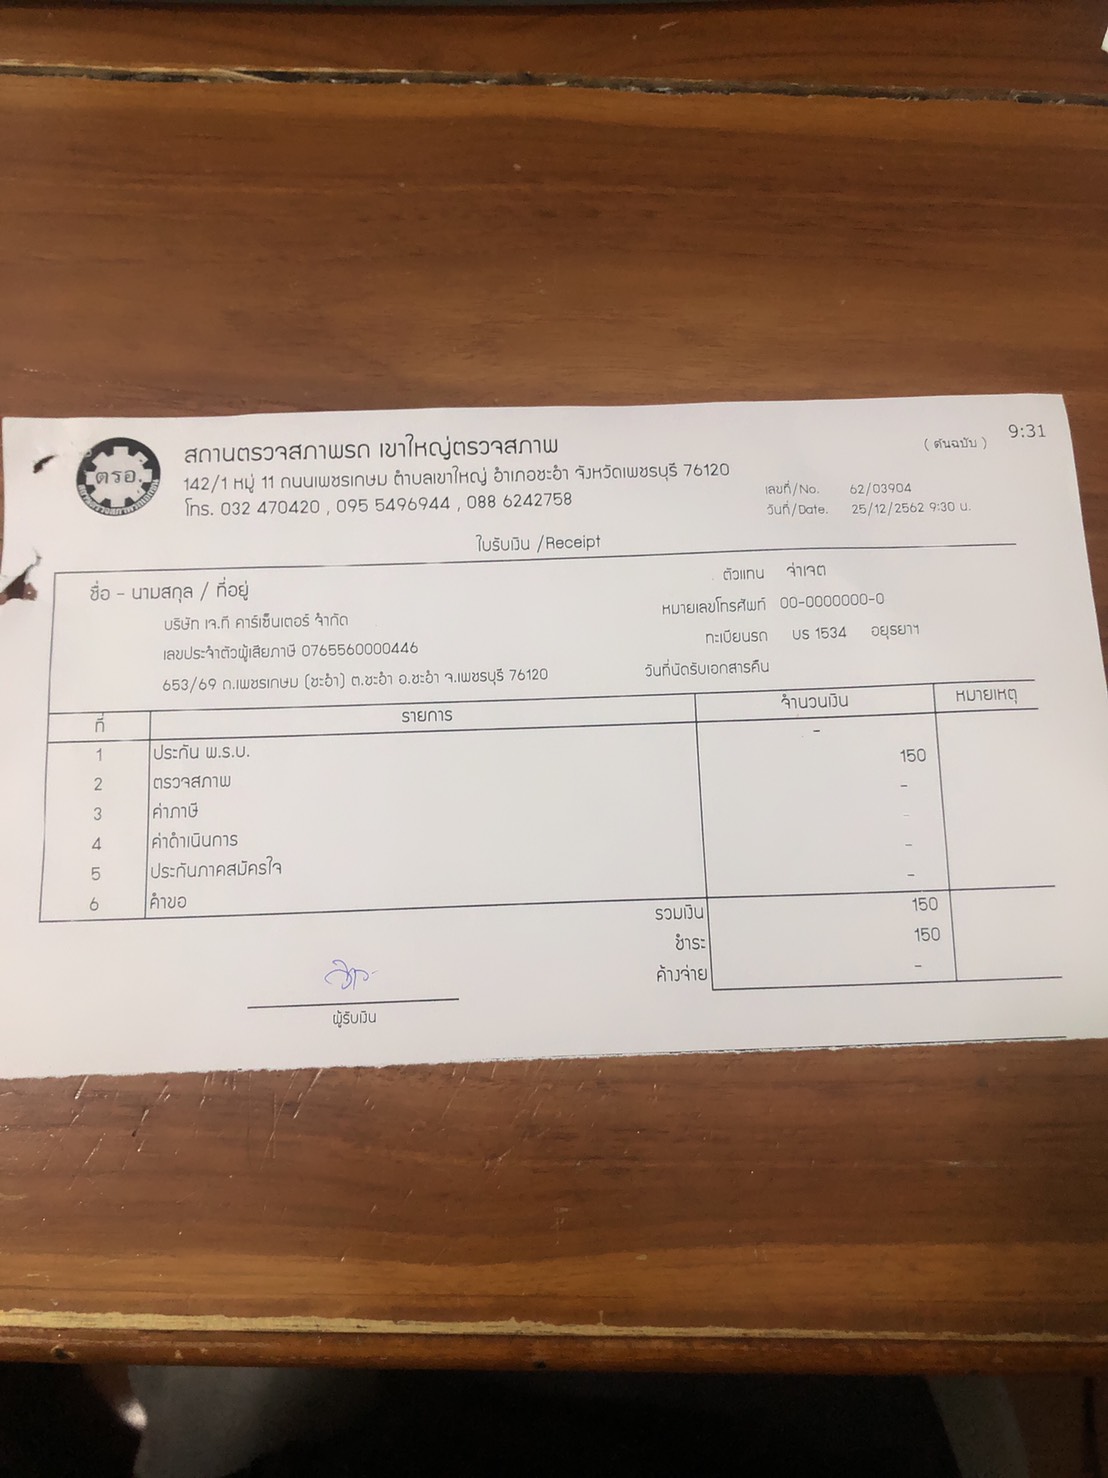 ตรอ.
สถานตรวจสภาพรถ เขาใหญ่ตรวจสภาพ
142/1 หมู่ 11 ถนนเพชรเกษม ตำบลเขาใหญ่ อำเภอชะอำ จังหวัดเพชรบุรี 76120
โทร. 032 470420 , 095 5496944 , 088 6242758
( ต้นฉบับ ) 9:31
เลขที่/No. 62/03904
วันที่/Date. 25/12/2562 9:30 น.
ใบรับเงิน /Receipt
ชื่อ - นามสกุล / ที่อยู่
บริษัท เจ.ที คาร์เซ็นเตอร์ จำกัด
เลขประจำตัวผู้เสียภาษี 0765560000446
653/69 ถ.เพชรเกษม (ชะอำ) ต.ชะอำ อ.ชะอำ จ.เพชรบุรี 76120
ตัวแทน จ่าเจต
หมายเลขโทรศัพท์ 00-0000000-0
ทะเบียนรถ บร 1534 อยุธยาฯ
วันที่นัดรับเอกสารคืน
ที่ รายการ จำนวนเงิน หมายเหตุ
1 ประกัน พ.ร.บ. -
2 ตรวจสภาพ 150
3 ค่าภาษี -
4 ค่าดำเนินการ -
5 ประกันภาคสมัครใจ -
6 คำขอ -
รวมเงิน 150
ชำระ 150
ค้างจ่าย -
ผู้รับเงิน